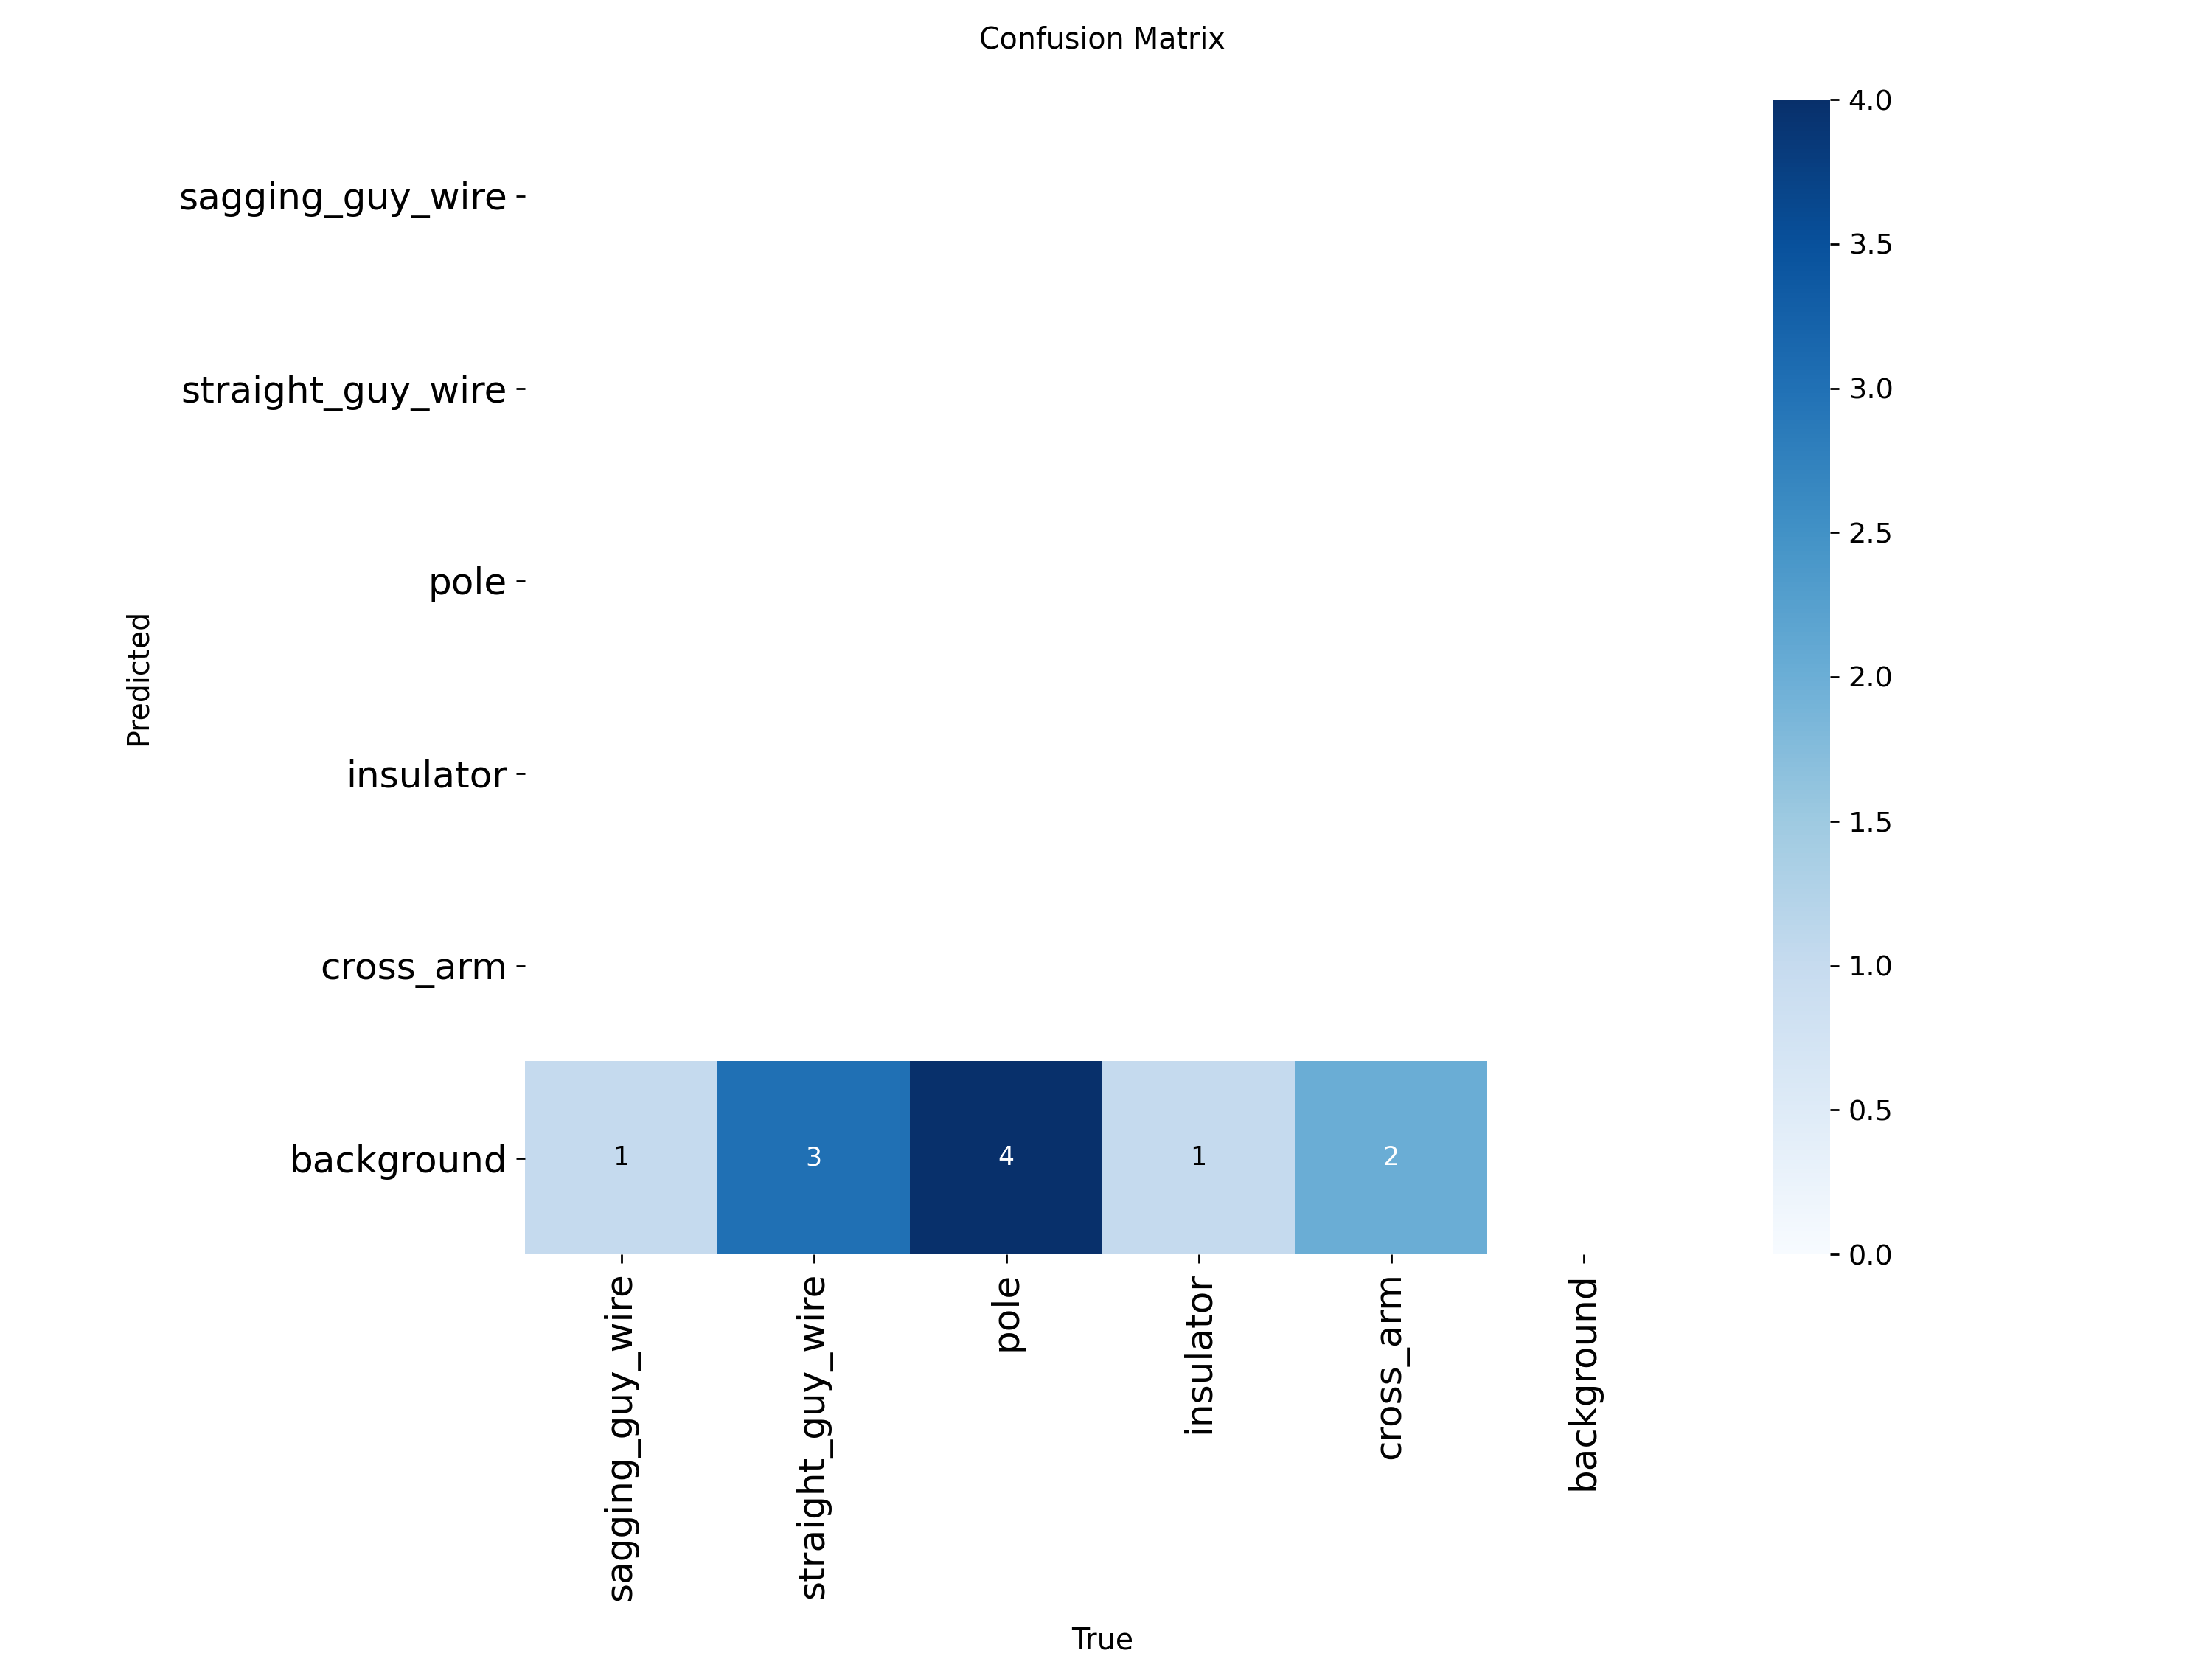 Confusion Matrix
sagging_guy_wire
straight_guy_wire
pole
insulator
cross_arm
background
Predicted
1 3 4 1 2
sagging_guy_wire
straight_guy_wire
pole
insulator
cross_arm
background
True
4.0
3.5
3.0
2.5
2.0
1.5
1.0
0.5
0.0